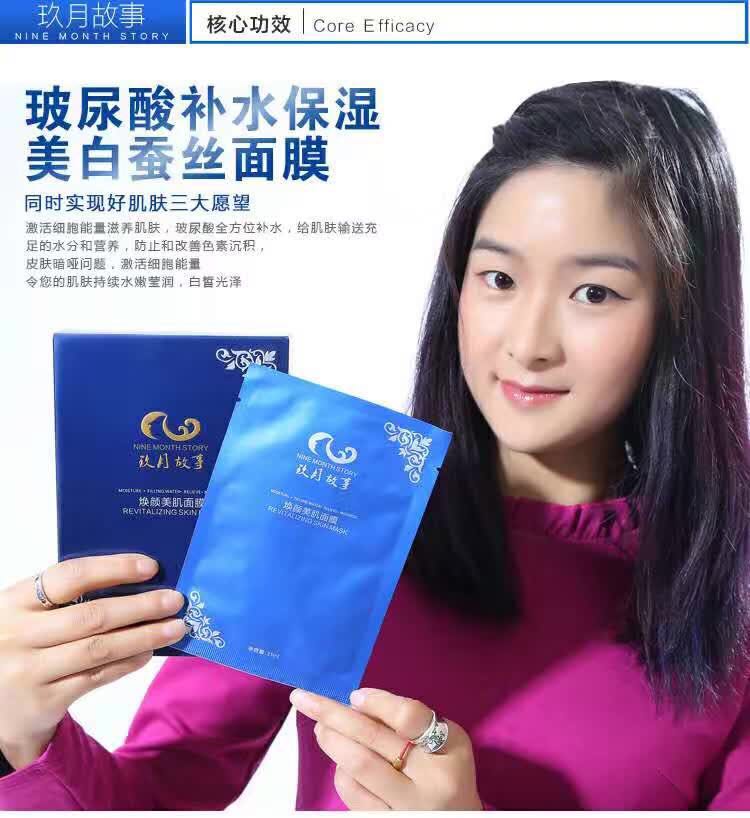 玖月故事
NINE MONTH STORY
核心功效 Core Efficacy
玻尿酸补水保湿
美白蚕丝面膜
同时实现好肌肤三大愿望
激活细胞能量滋养肌肤，玻尿酸全方位补水，给肌肤输送充
足的水分和营养，防止和改善色素沉积，
皮肤暗哑问题，激活细胞能量
令您的肌肤持续水嫩莹润，白皙光泽
NINE MONTH STORY
玖月故事
MOISTURE • FILLING WATER • RELIEVE •
焕颜美肌面膜
REVITALIZING SKIN
NINE MONTH STORY
玖月故事
焕颜美肌面膜
REVITALIZING SKIN MASK